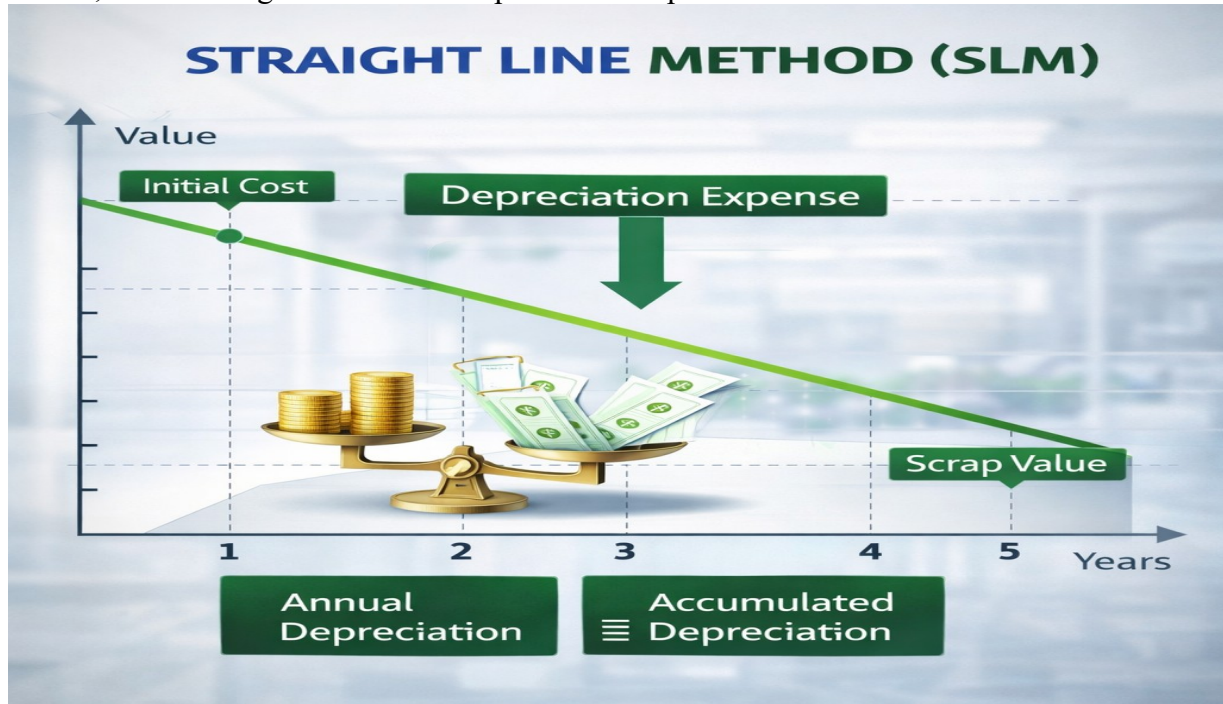 STRAIGHT LINE METHOD (SLM)
Value
Initial Cost
Depreciation Expense
Scrap Value
1 2 3 4 5
Years
Annual
Depreciation
Accumulated
Depreciation